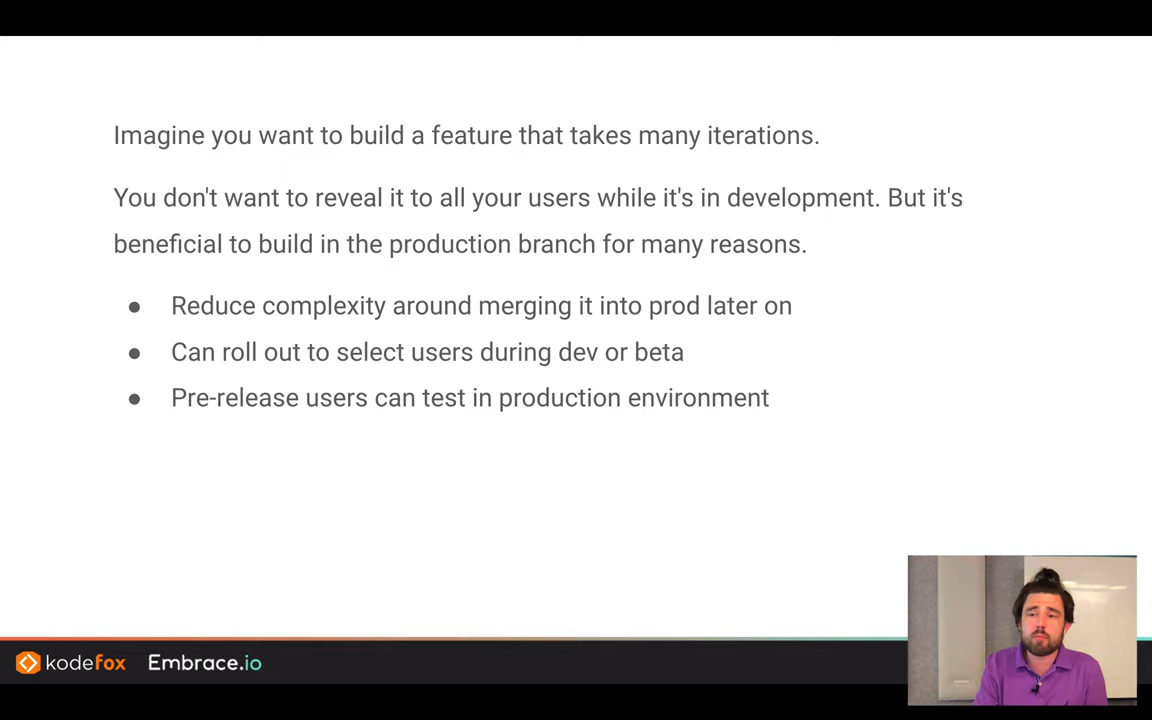 Imagine you want to build a feature that takes many iterations.
You don't want to reveal it to all your users while it's in development. But it's
beneficial to build in the production branch for many reasons.
● Reduce complexity around merging it into prod later on
● Can roll out to select users during dev or beta
● Pre-release users can test in production environment
kodefox Embrace.io